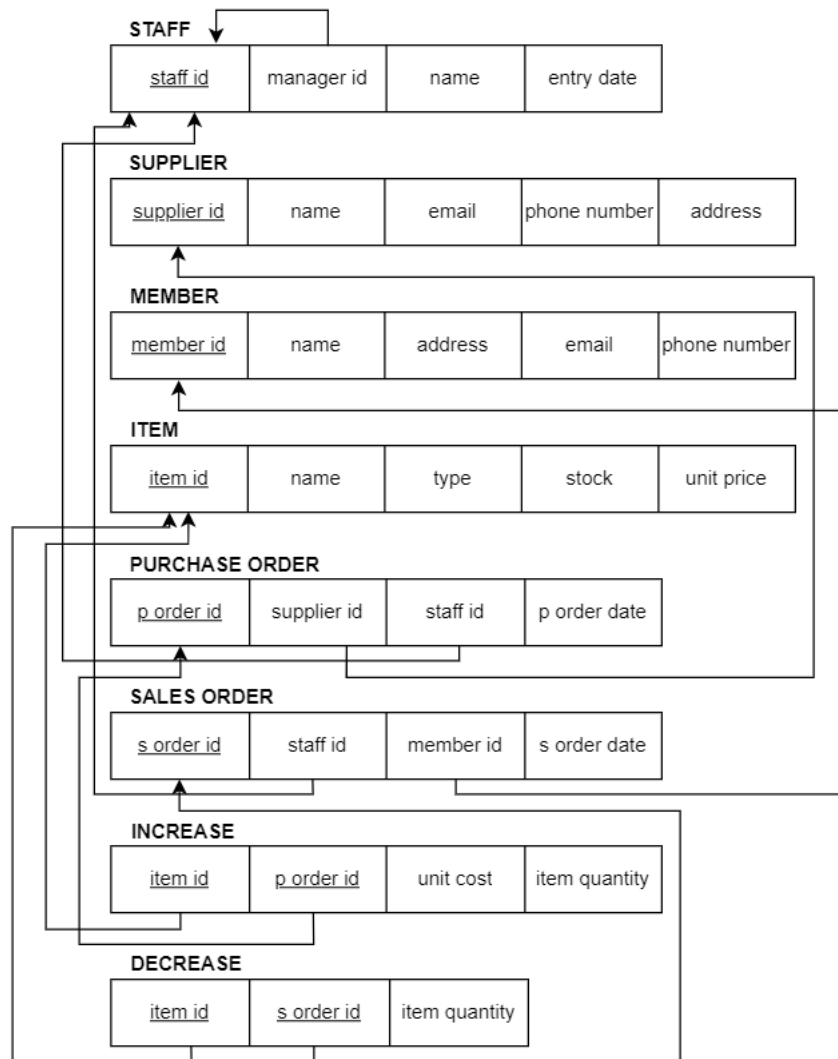 STAFF
staff id manager id name entry date
SUPPLIER
supplier id name email phone number address
MEMBER
member id name address email phone number
ITEM
item id name type stock unit price
PURCHASE ORDER
p order id supplier id staff id p order date
SALES ORDER
s order id staff id member id s order date
INCREASE
item id p order id unit cost item quantity
DECREASE
item id s order id item quantity